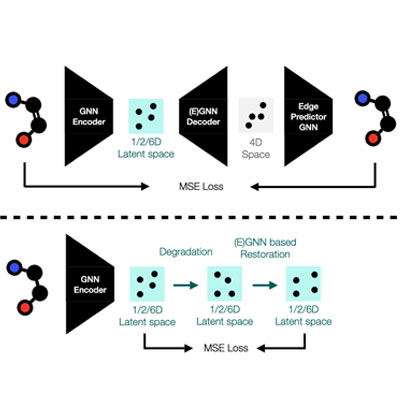 GNN
Encoder
1/2/6D
Latent space
(E)GNN
Decoder
4D
Space
Edge
Predictor
GNN
MSE Loss
GNN
Encoder
Degradation
(E)GNN based
Restoration
1/2/6D
Latent space
1/2/6D
Latent space
1/2/6D
Latent space
MSE Loss